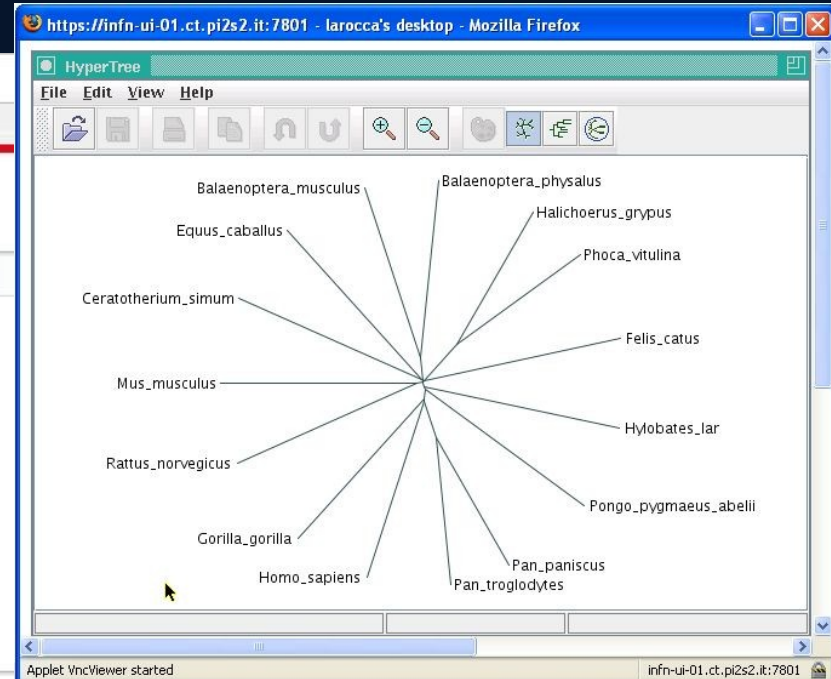 https://infn-ui-01.ct.pi2s2.it:7801 - larocca's desktop - Mozilla Firefox
HyperTree
File Edit View Help
Balaenoptera_musculus
Balaenoptera_physalus
Halichoerus_grypus
Equus_caballus
Phoca_vitulina
Ceratotherium_simum
Felis_catus
Mus_musculus
Hylobates_lar
Rattus_norvegicus
Pongo_pygmaeus_abelii
Gorilla_gorilla
Pan_paniscus
Homo_sapiens
Pan_troglodytes
Applet VncViewer started
infn-ui-01.ct.pi2s2.it:7801